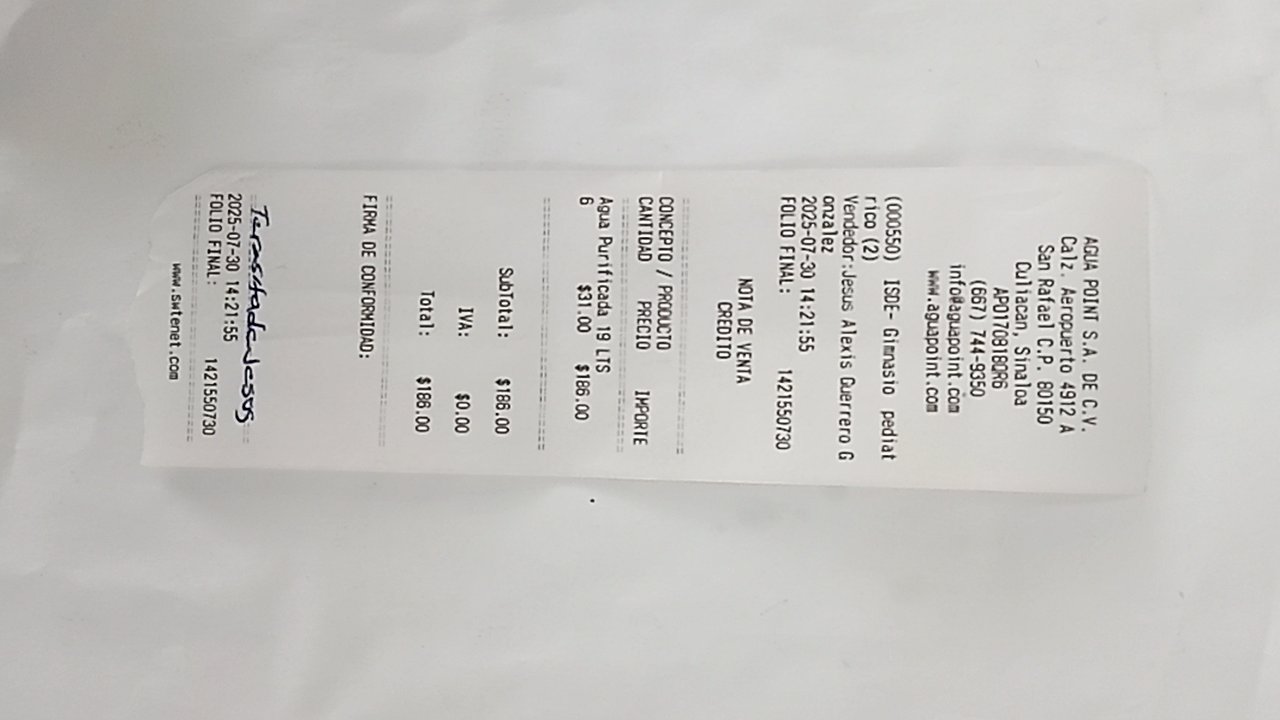 AGUA POINT S.A. DE C.V.
Calz. Aeropuerto 4912 A
San Rafael C.P. 80150
Culiacan, Sinaloa
APO170818QR6
(667) 744-9350
info@aguapoint.com
www.aguapoint.com
(000550) ISDE- Gimnasio pediat
rico (2)
Vendedor:Jesus Alexis Guerrero G
onzalez
2025-07-30 14:21:55
FOLIO FINAL: 1421550730
NOTA DE VENTA
CREDITO
CONCEPTO / PRODUCTO
CANTIDAD PRECIO IMPORTE
Agua Purificada 19 LTS
6 $31.00 $186.00
SubTotal: $186.00
IVA: $0.00
Total: $186.00
FIRMA DE CONFORMIDAD:
2025-07-30 14:21:55
FOLIO FINAL: 1421550730
www.swtenet.com